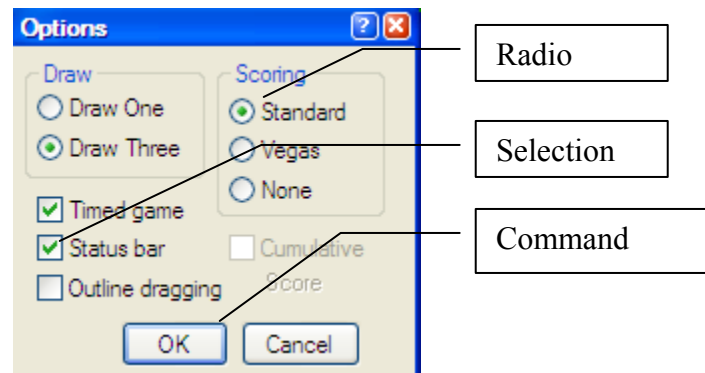 Options
Radio
Draw
Scoring
Draw One
Standard
Draw Three
Vegas
Selection
None
Timed game
Status bar
Cumulative
Score
Command
Outline dragging
OK
Cancel